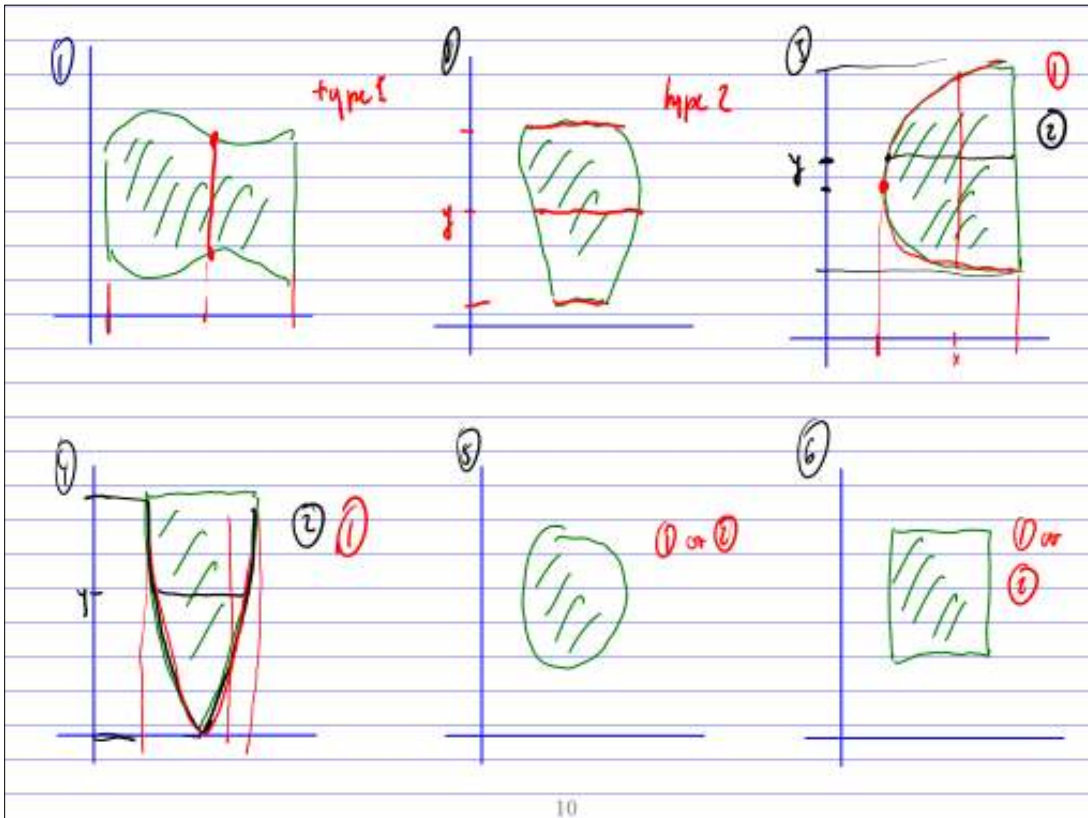 ①
type 1
②
type 2
y
③
①
②
y
x
④
② ①
y
⑤
① or ②
⑥
① or
②
10